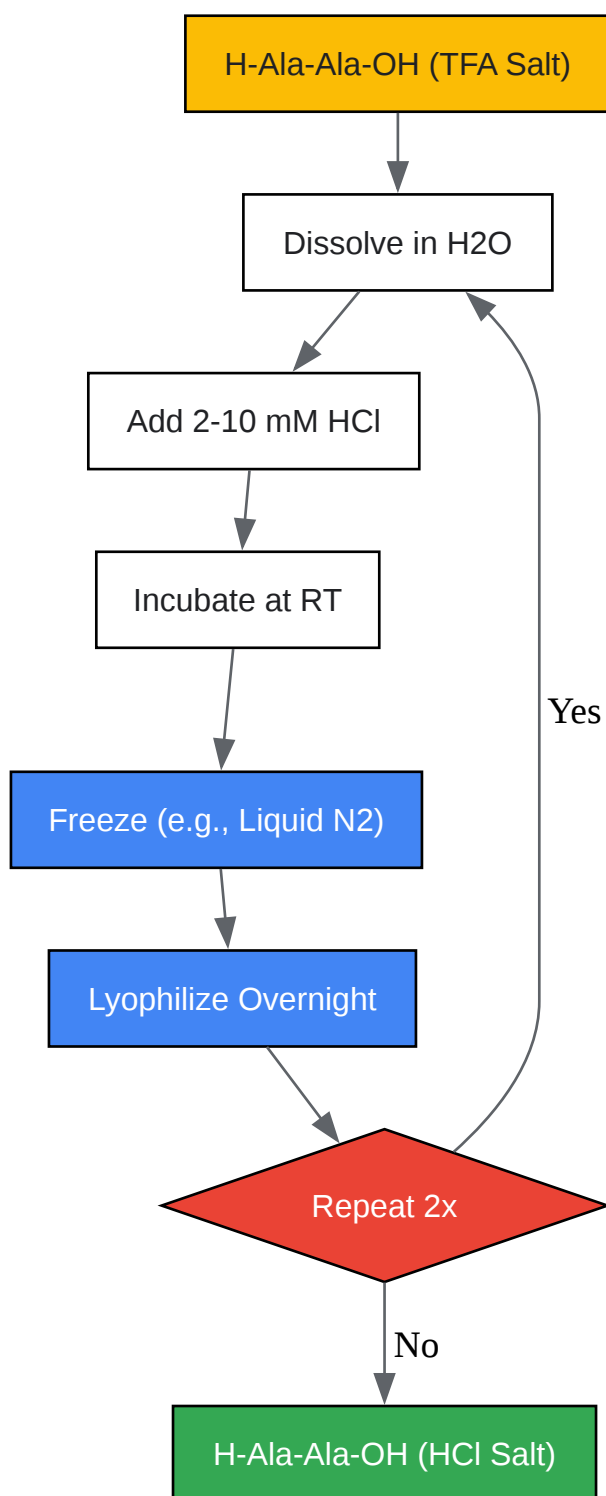 H-Ala-Ala-OH (TFA Salt)
Dissolve in H2O
Add 2-10 mM HCl
Incubate at RT
Yes
Freeze (e.g., Liquid N2)
Lyophilize Overnight
Repeat 2x
No
H-Ala-Ala-OH (HCl Salt)